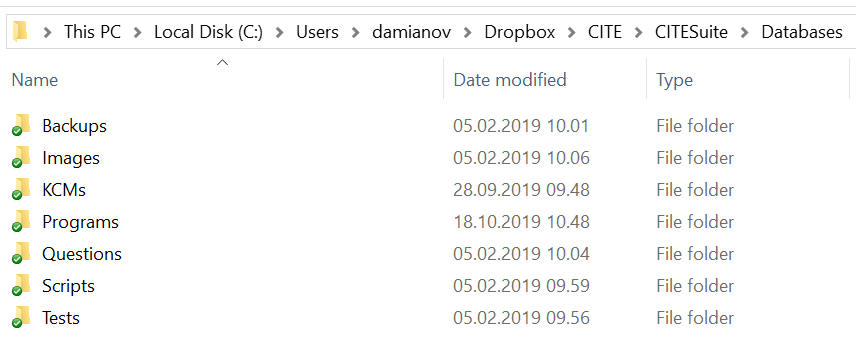 This PC > Local Disk (C:) > Users > damianov > Dropbox > CITE > CITESuite > Databases
Name Date modified Type
Backups 05.02.2019 10.01 File folder
Images 05.02.2019 10.06 File folder
KCMs 28.09.2019 09.48 File folder
Programs 18.10.2019 10.48 File folder
Questions 05.02.2019 10.04 File folder
Scripts 05.02.2019 09.59 File folder
Tests 05.02.2019 09.56 File folder